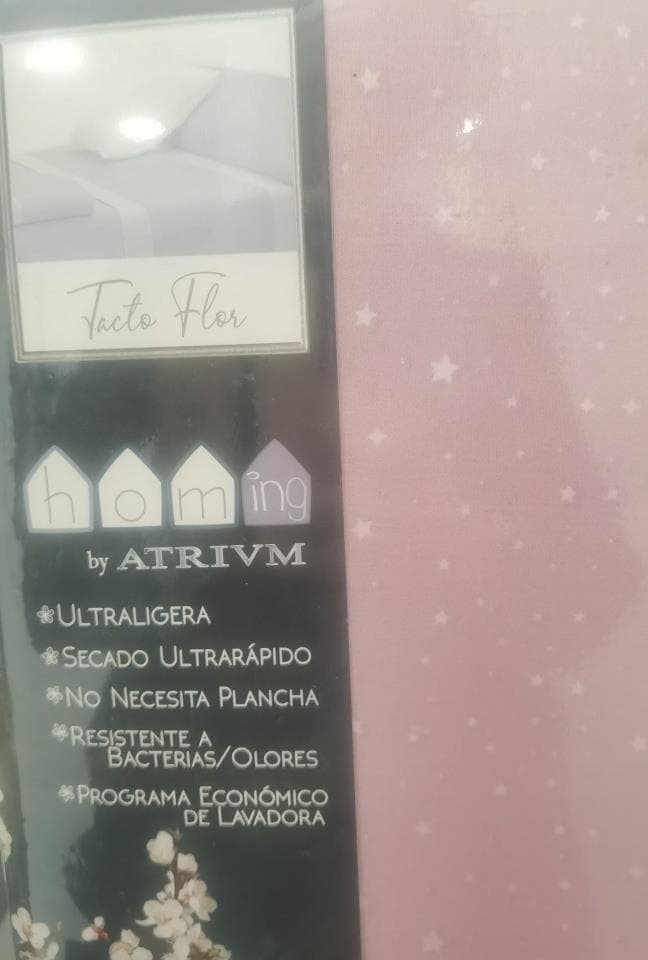 Tacto Flor
homing
by ATRIVM
ULTRALIGERA
SECADO ULTRARÁPIDO
NO NECESITA PLANCHA
RESISTENTE A
BACTERIAS/OLORES
PROGRAMA ECONÓMICO
DE LAVADORA